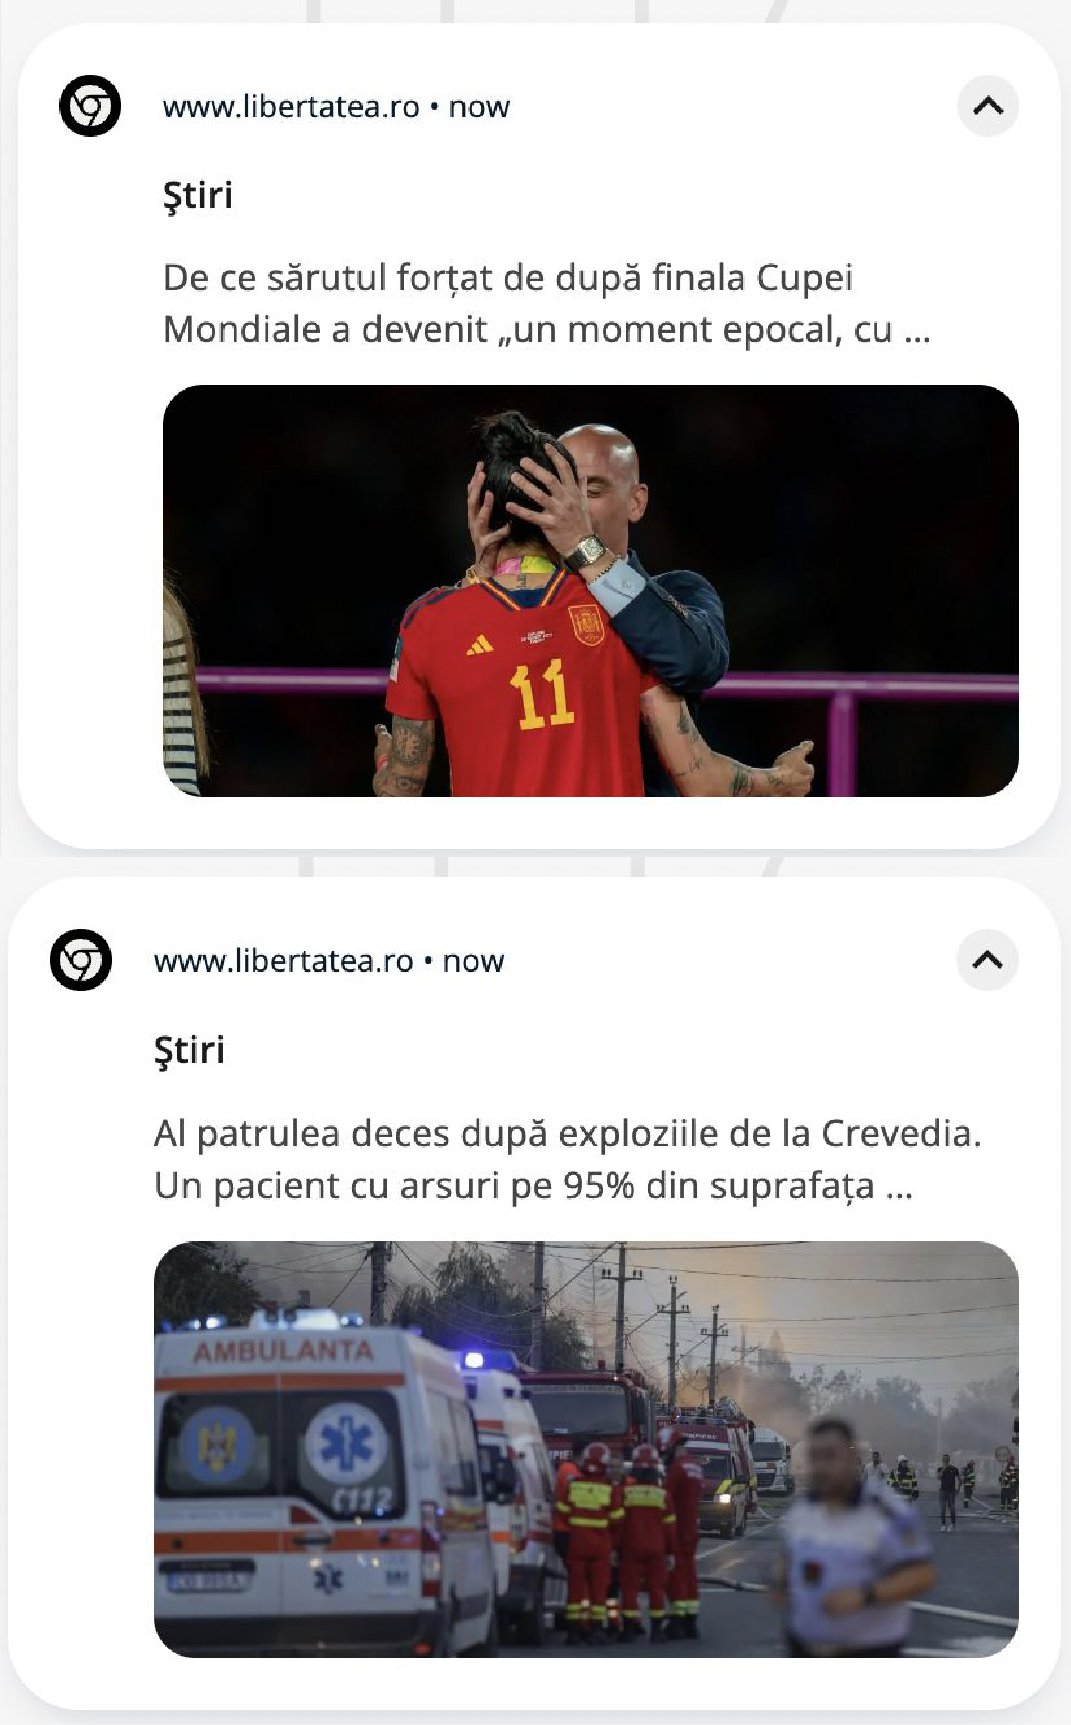 www.libertatea.ro • now
Ştiri
De ce sărutul forțat de după finala Cupei
Mondiale a devenit „un moment epocal, cu ...
11
www.libertatea.ro • now
Ştiri
Al patrulea deces după exploziile de la Crevedia.
Un pacient cu arsuri pe 95% din suprafața ...
AMBULANTA
112